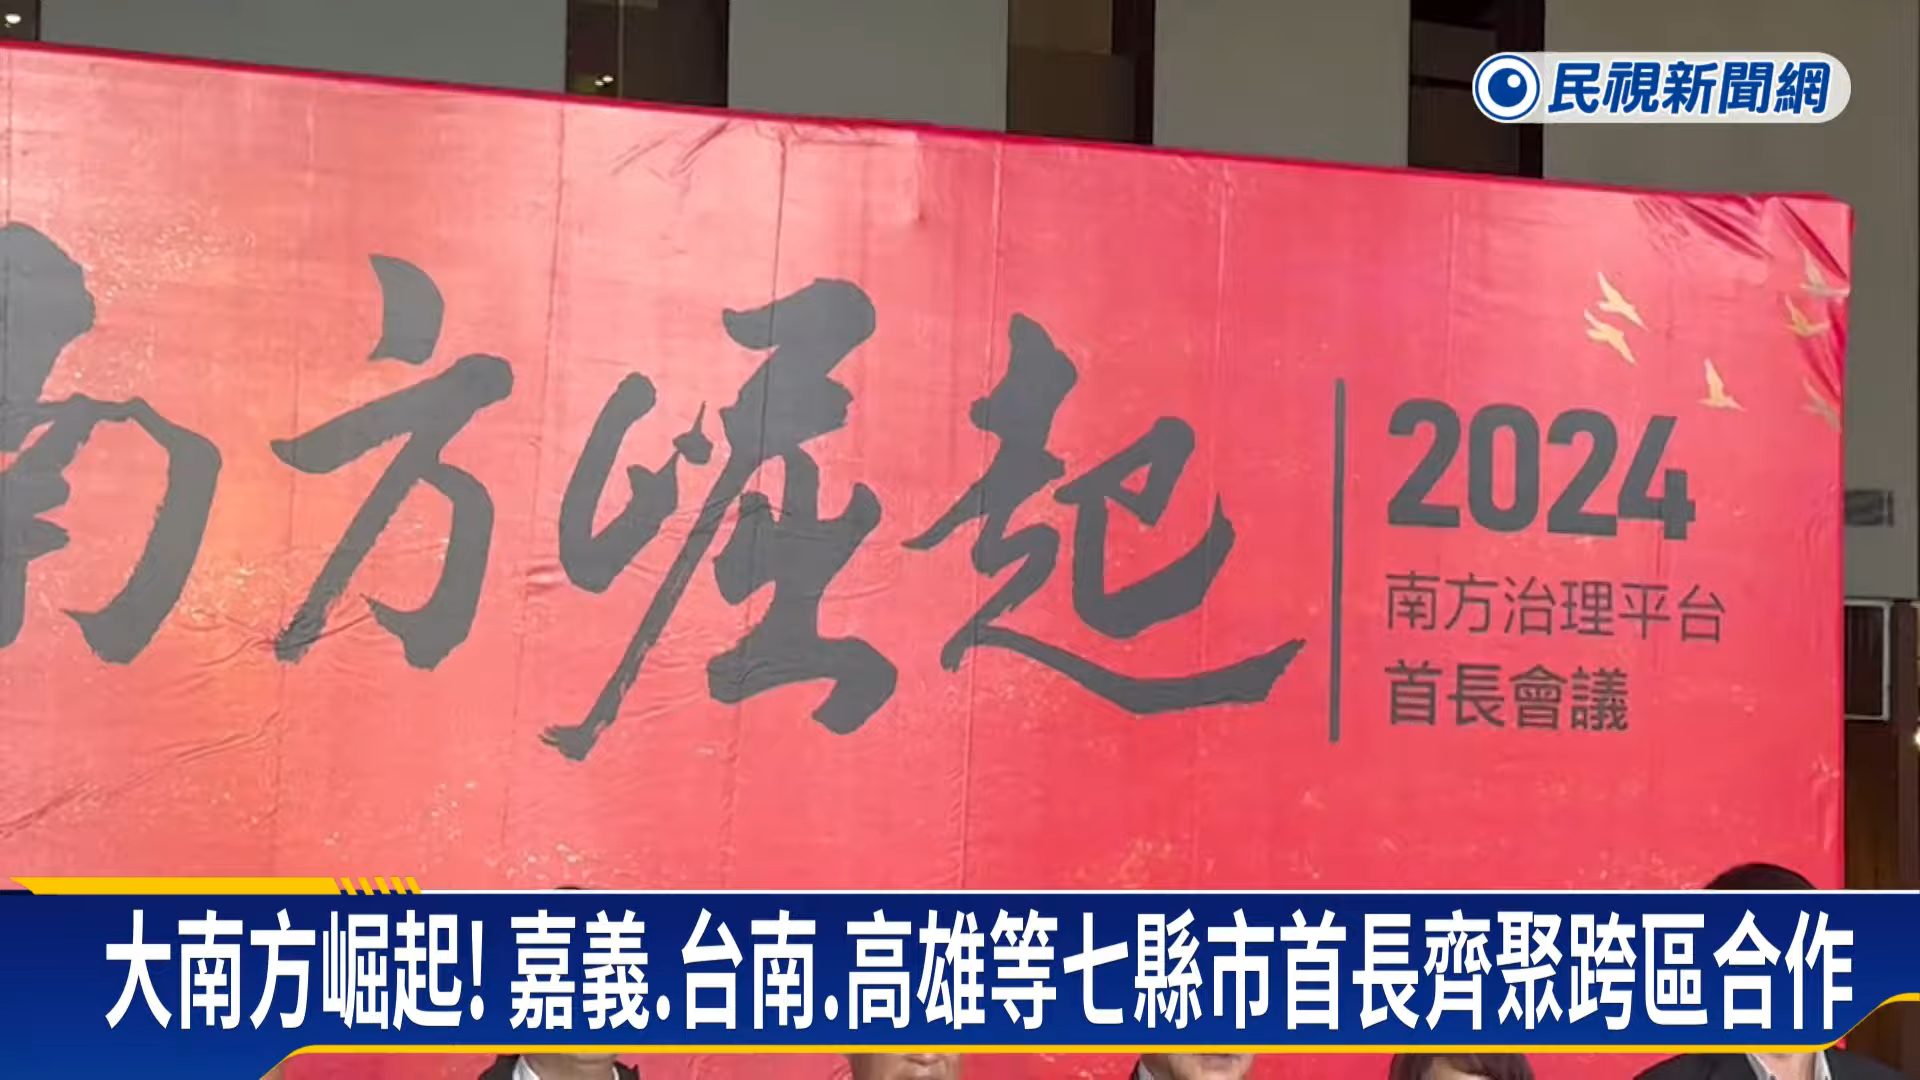 民視新聞網
南方崛起
2024
南方治理平台
首長會議
大南方崛起! 嘉義.台南.高雄等七縣市首長齊聚跨區合作